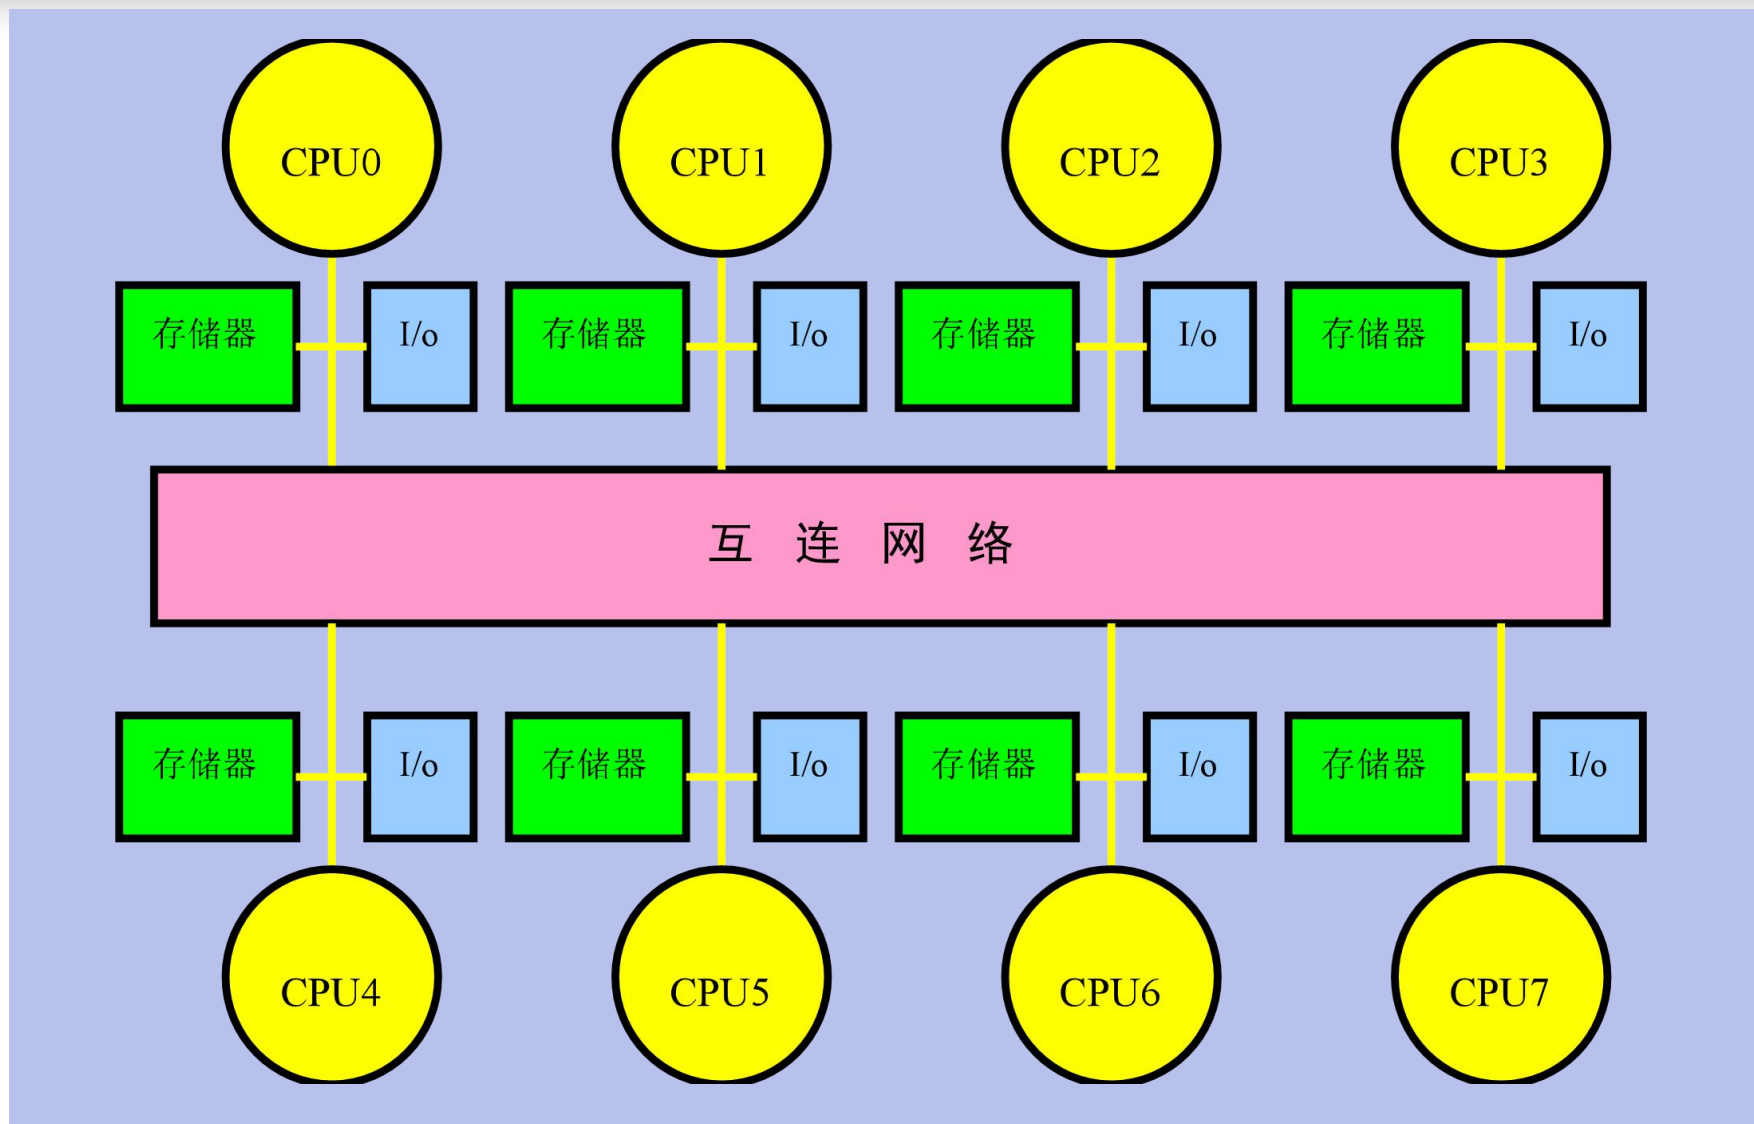 CPU0 CPU1 CPU2 CPU3
存储器 I/o 存储器 I/o 存储器 I/o 存储器 I/o
互 连 网 络
存储器 I/o 存储器 I/o 存储器 I/o 存储器 I/o
CPU4 CPU5 CPU6 CPU7